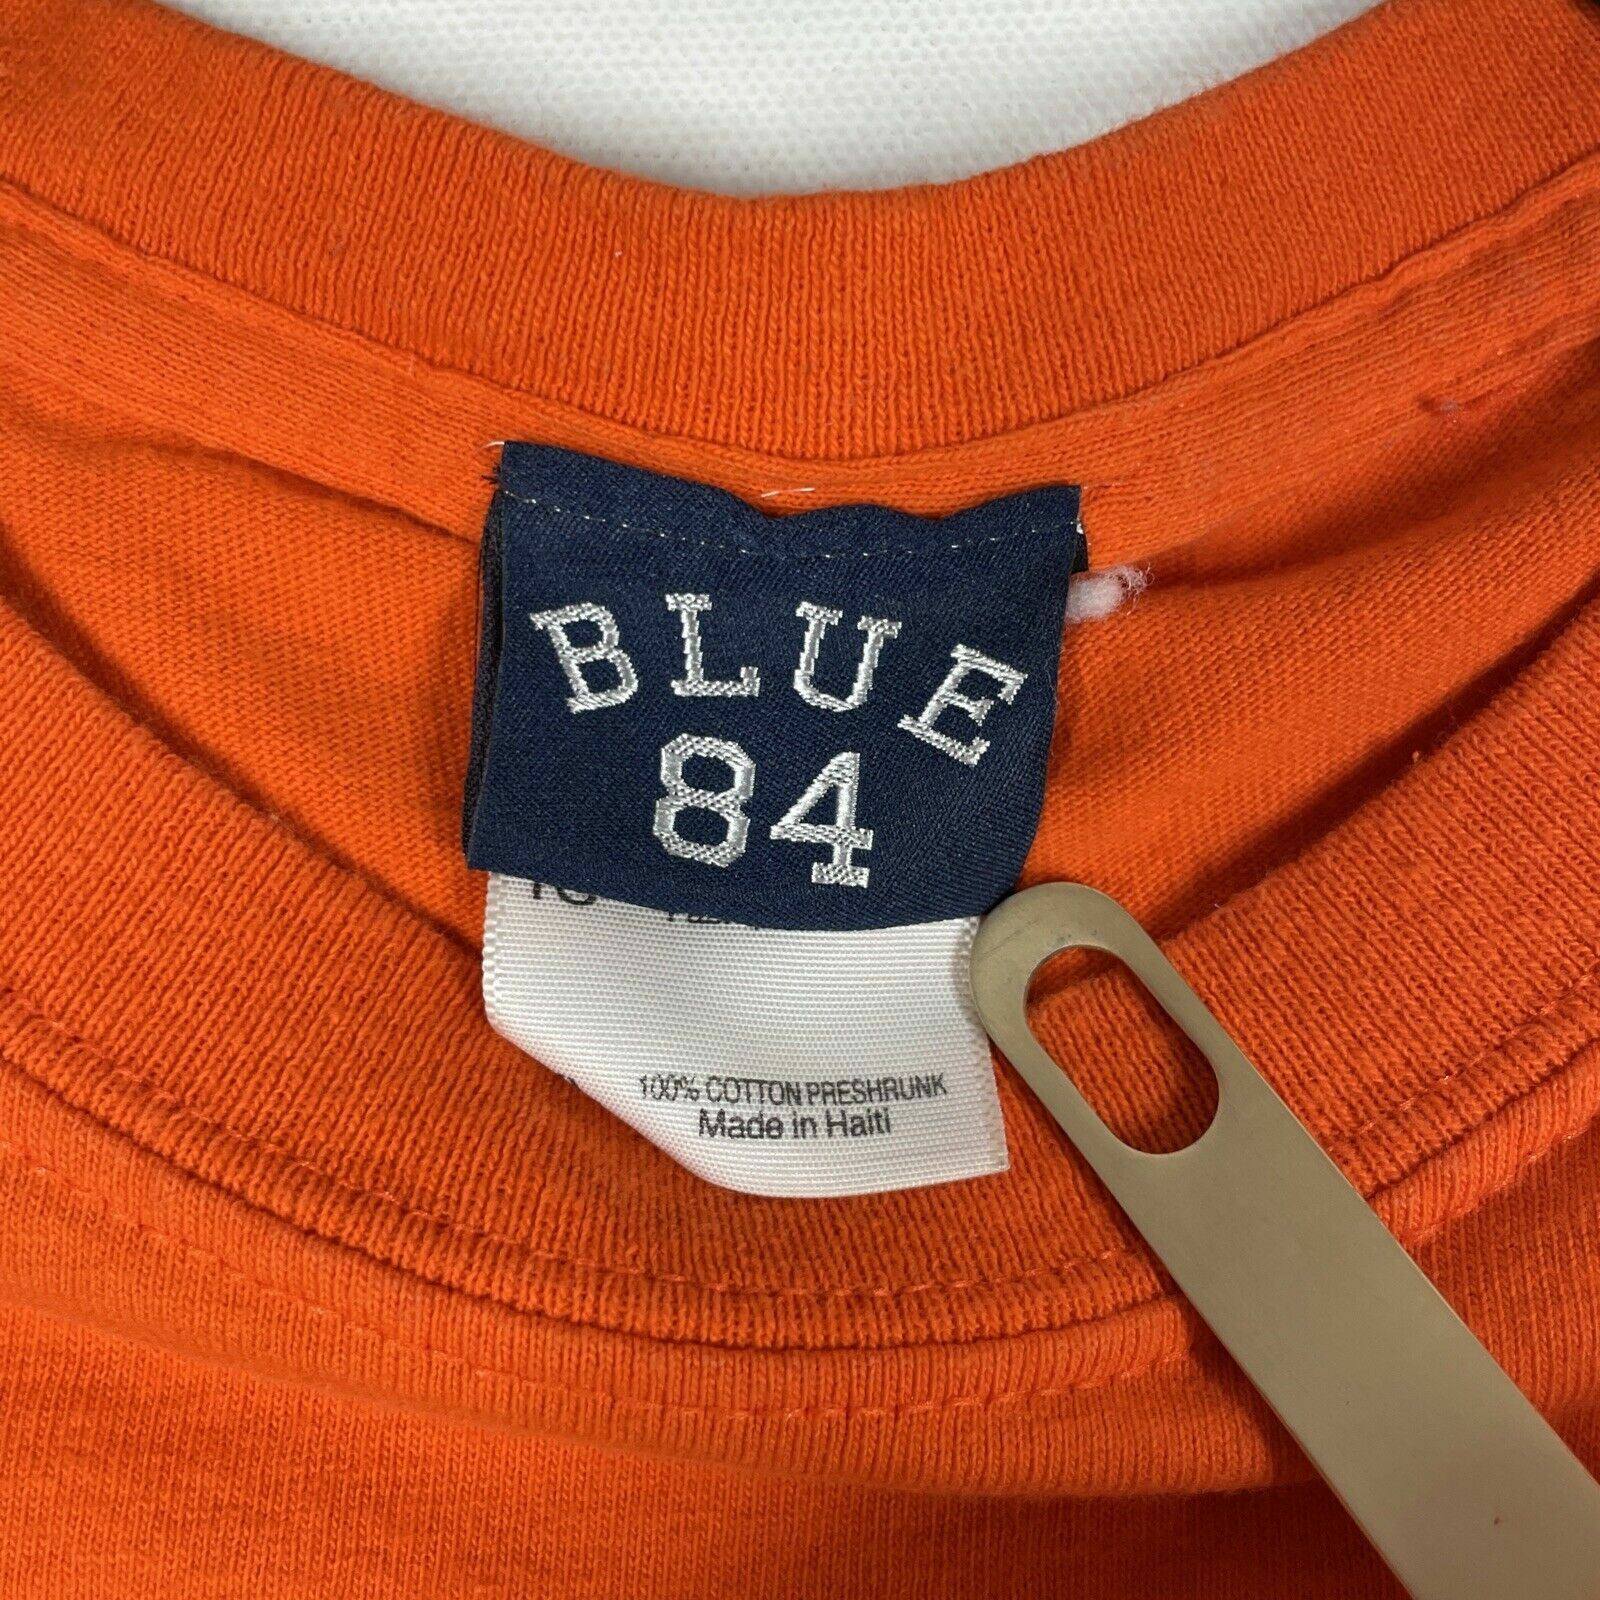 BLUE
84
100% COTTON PRESHRUNK
Made in Haiti